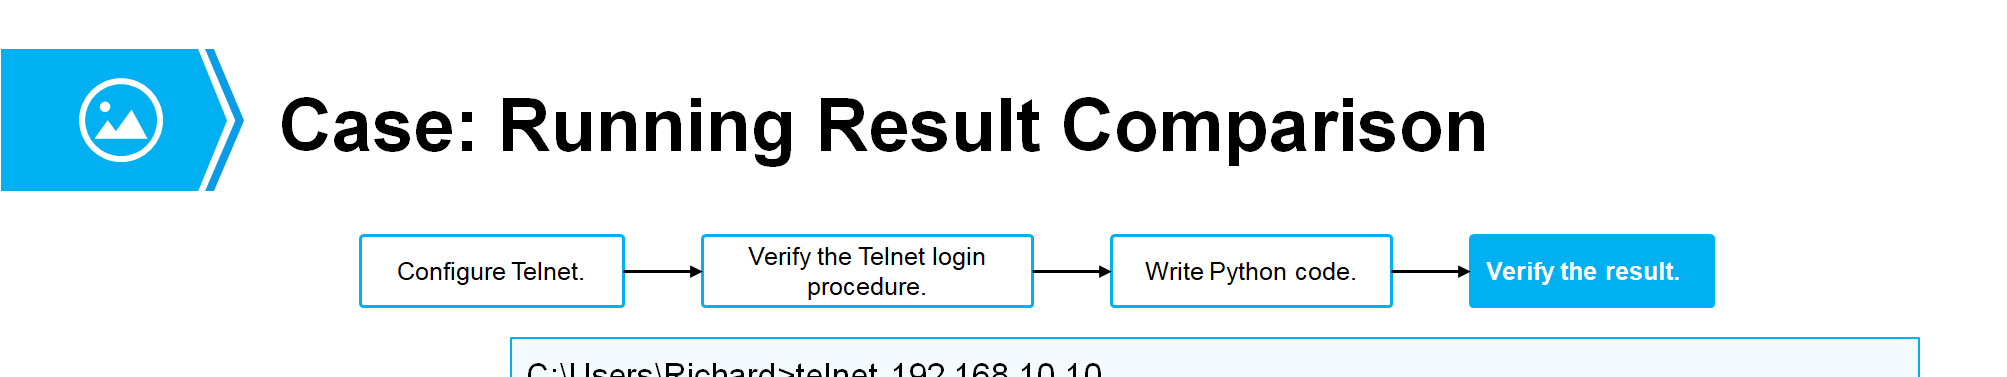 Case: Running Result Comparison
Configure Telnet.
Verify the Telnet login
procedure.
Write Python code.
Verify the result.
C:\Users\Richard>telnet 192.168.10.10